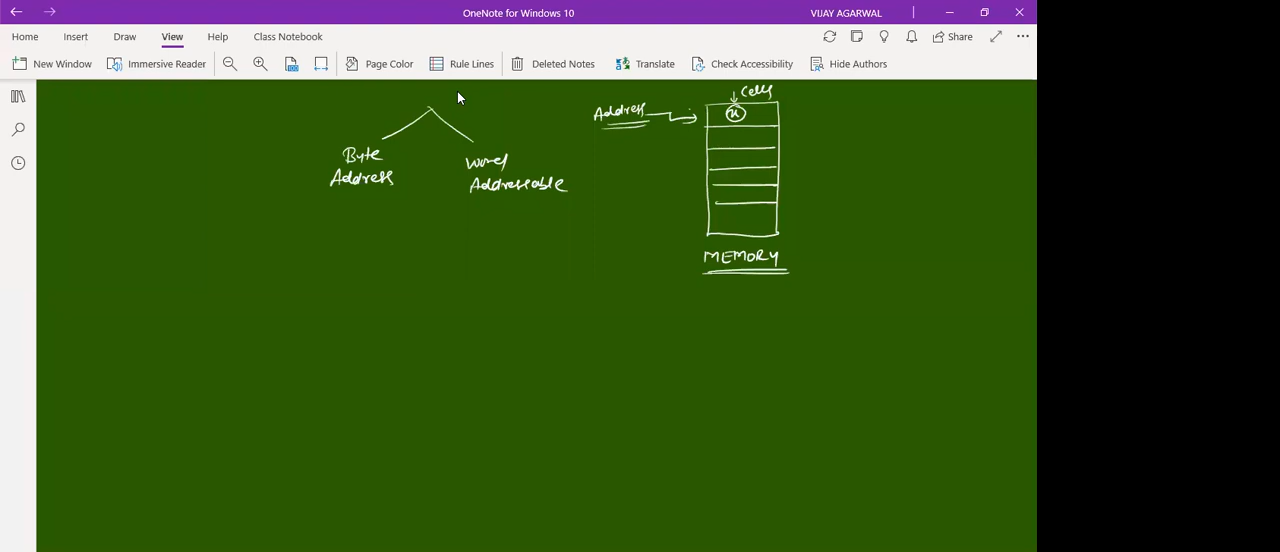 OneNote for Windows 10
VIJAY AGARWAL
Home
Insert
Draw
View
Help
Class Notebook
Share
New Window
Immersive Reader
Page Color
Rule Lines
Deleted Notes
Translate
Check Accessibility
Hide Authors
Cells
Address
x
Byte
Address
Word
Addressable
MEMORY